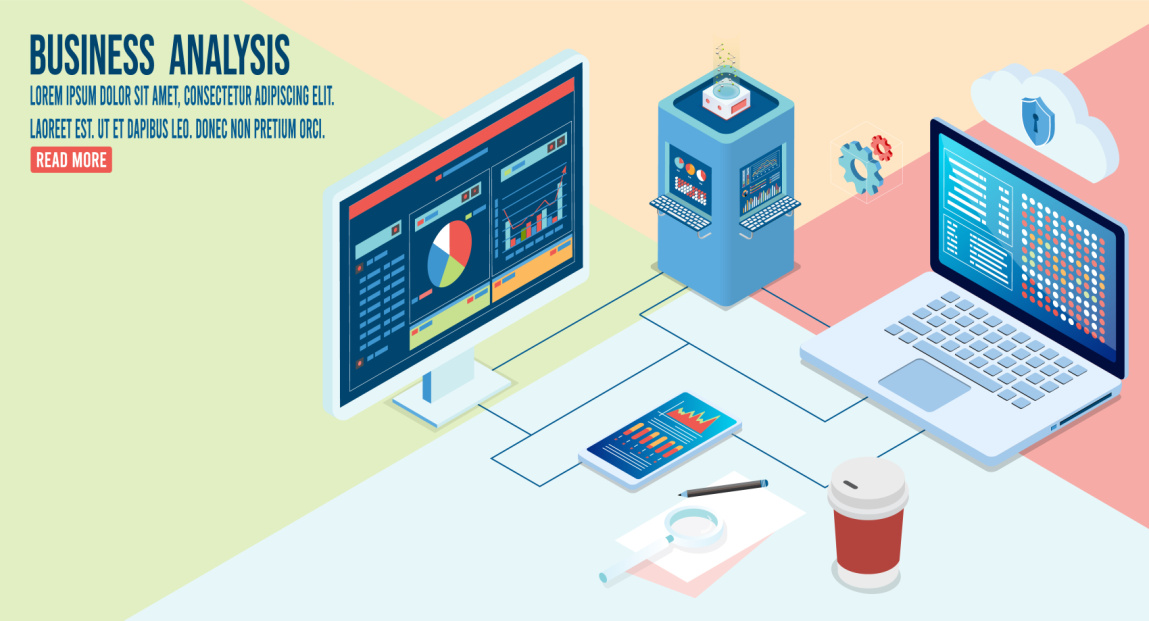 BUSINESS ANALYSIS
LOREM IPSUM DOLOR SIT AMET, CONSECTETUR ADIPISCING ELIT.
LAOREET EST. UT ET DAPIBUS LEO. DONEC NON PRETIUM ORCI.
READ MORE